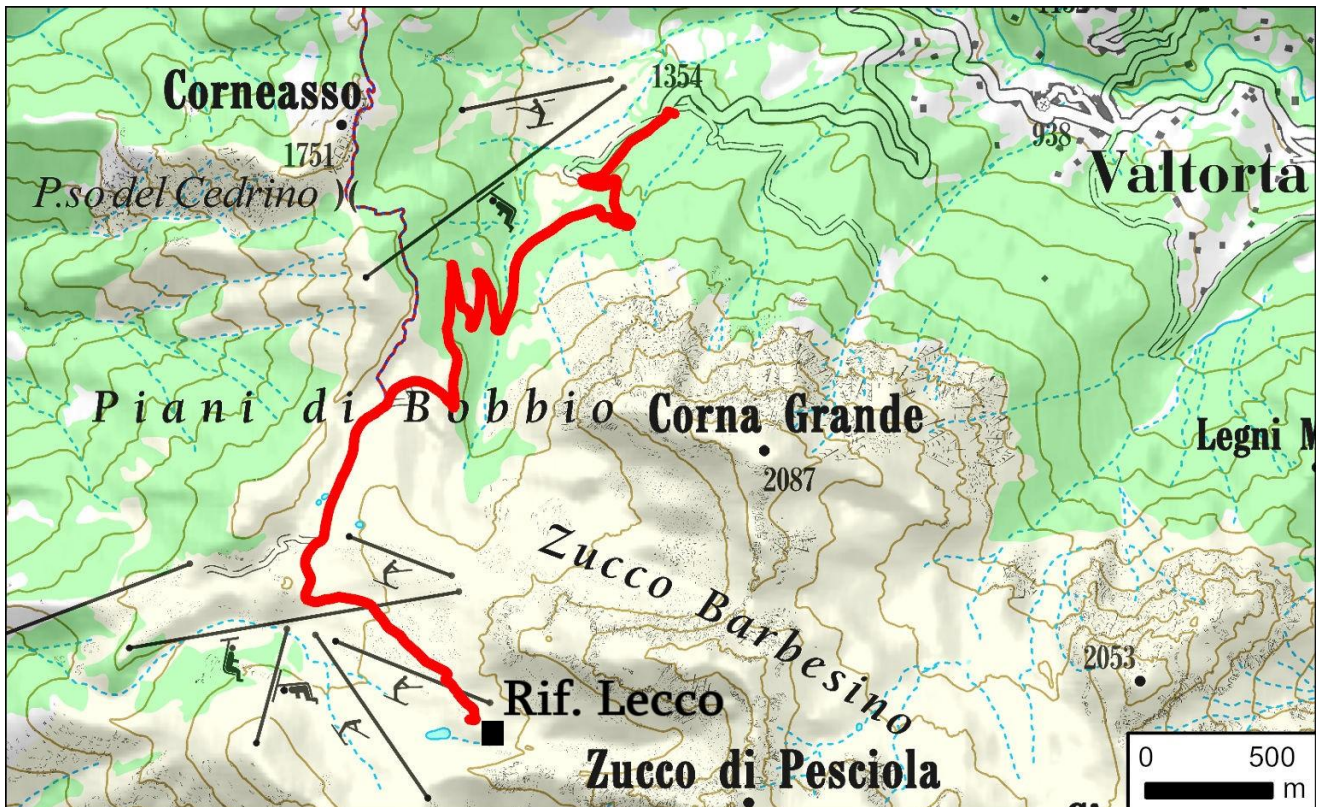 1354
Corneasso
1751
938
P.so del Cedrino
Valtorta
Piani di Bobbio
Corna Grande
2087
Legni
Zucco Barbesino
2053
Rif. Lecco
Zucco di Pesciola
0 500
m